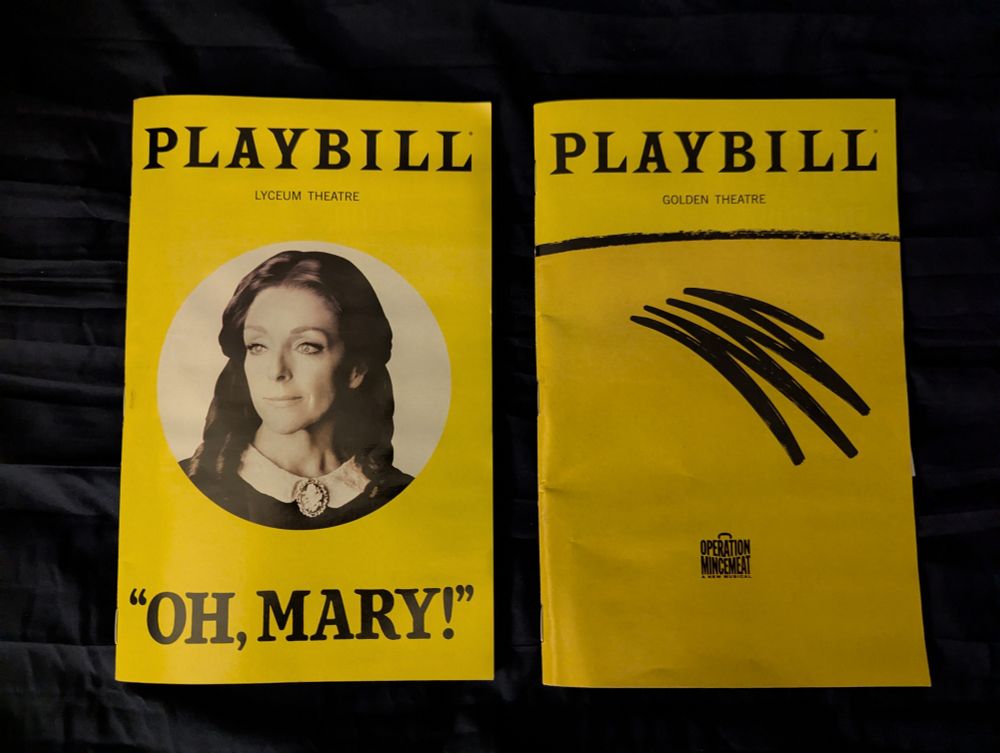 PLAYBILL®
LYCEUM THEATRE
"OH, MARY!"
PLAYBILL®
GOLDEN THEATRE
OPERATION
MINCEMEAT
A NEW MUSICAL